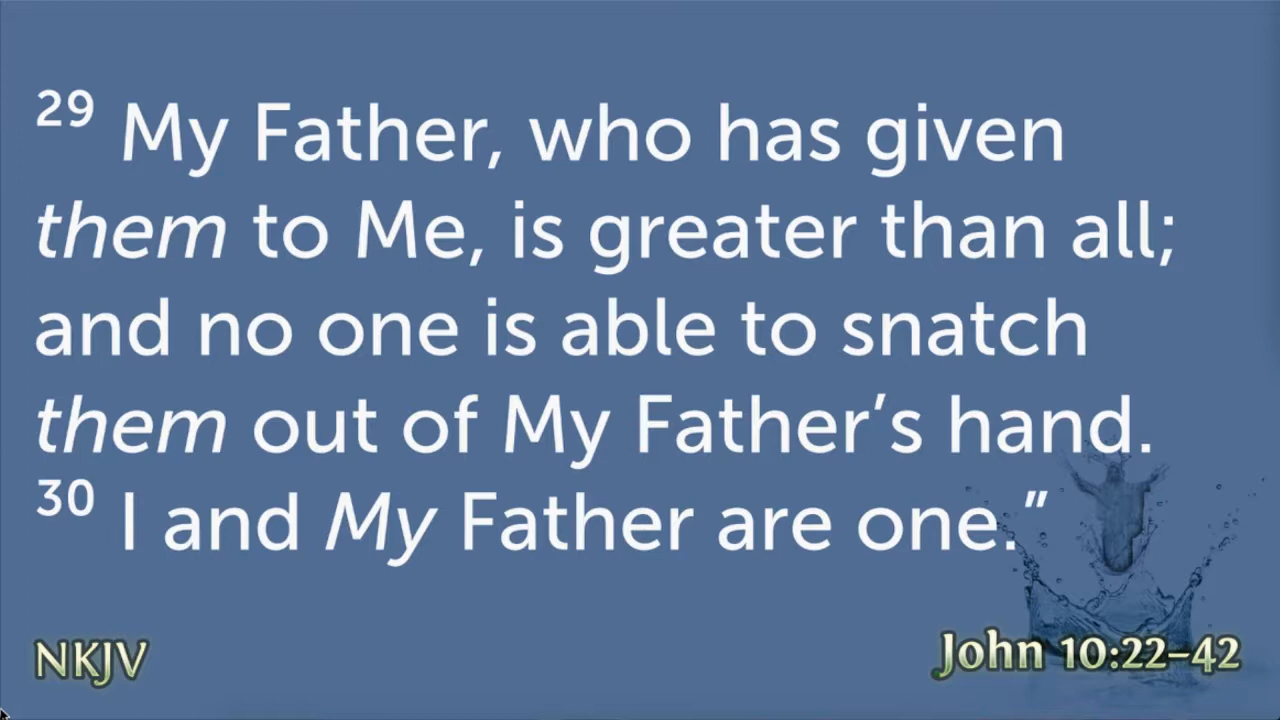 29 My Father, who has given
them to Me, is greater than all;
and no one is able to snatch
them out of My Father’s hand.
30 I and My Father are one.”
NKJV
John 10:22–42